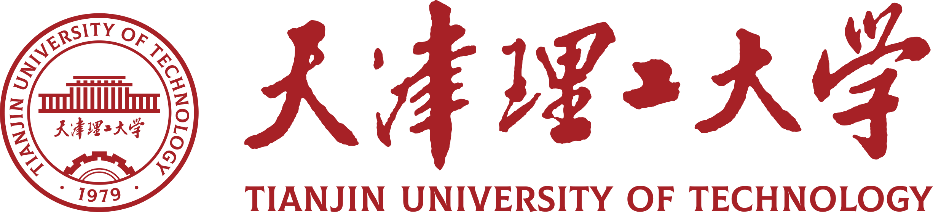 TIANJIN UNIVERSITY OF TECHNOLOGY
天津理工大学
· 1979 ·
天津理工大学
TIANJIN UNIVERSITY OF TECHNOLOGY